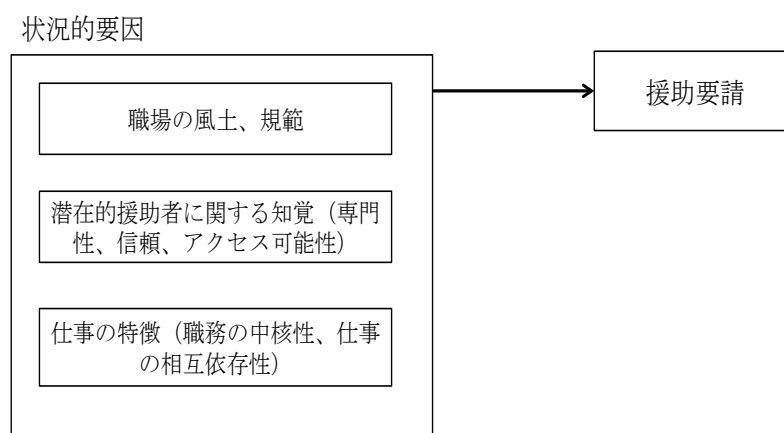 状況的要因
職場の風土、規範
援助要請
潜在的援助者に関する知覚（専門
性、信頼、アクセス可能性）
仕事の特徴（職務の中核性、仕事
の相互依存性）